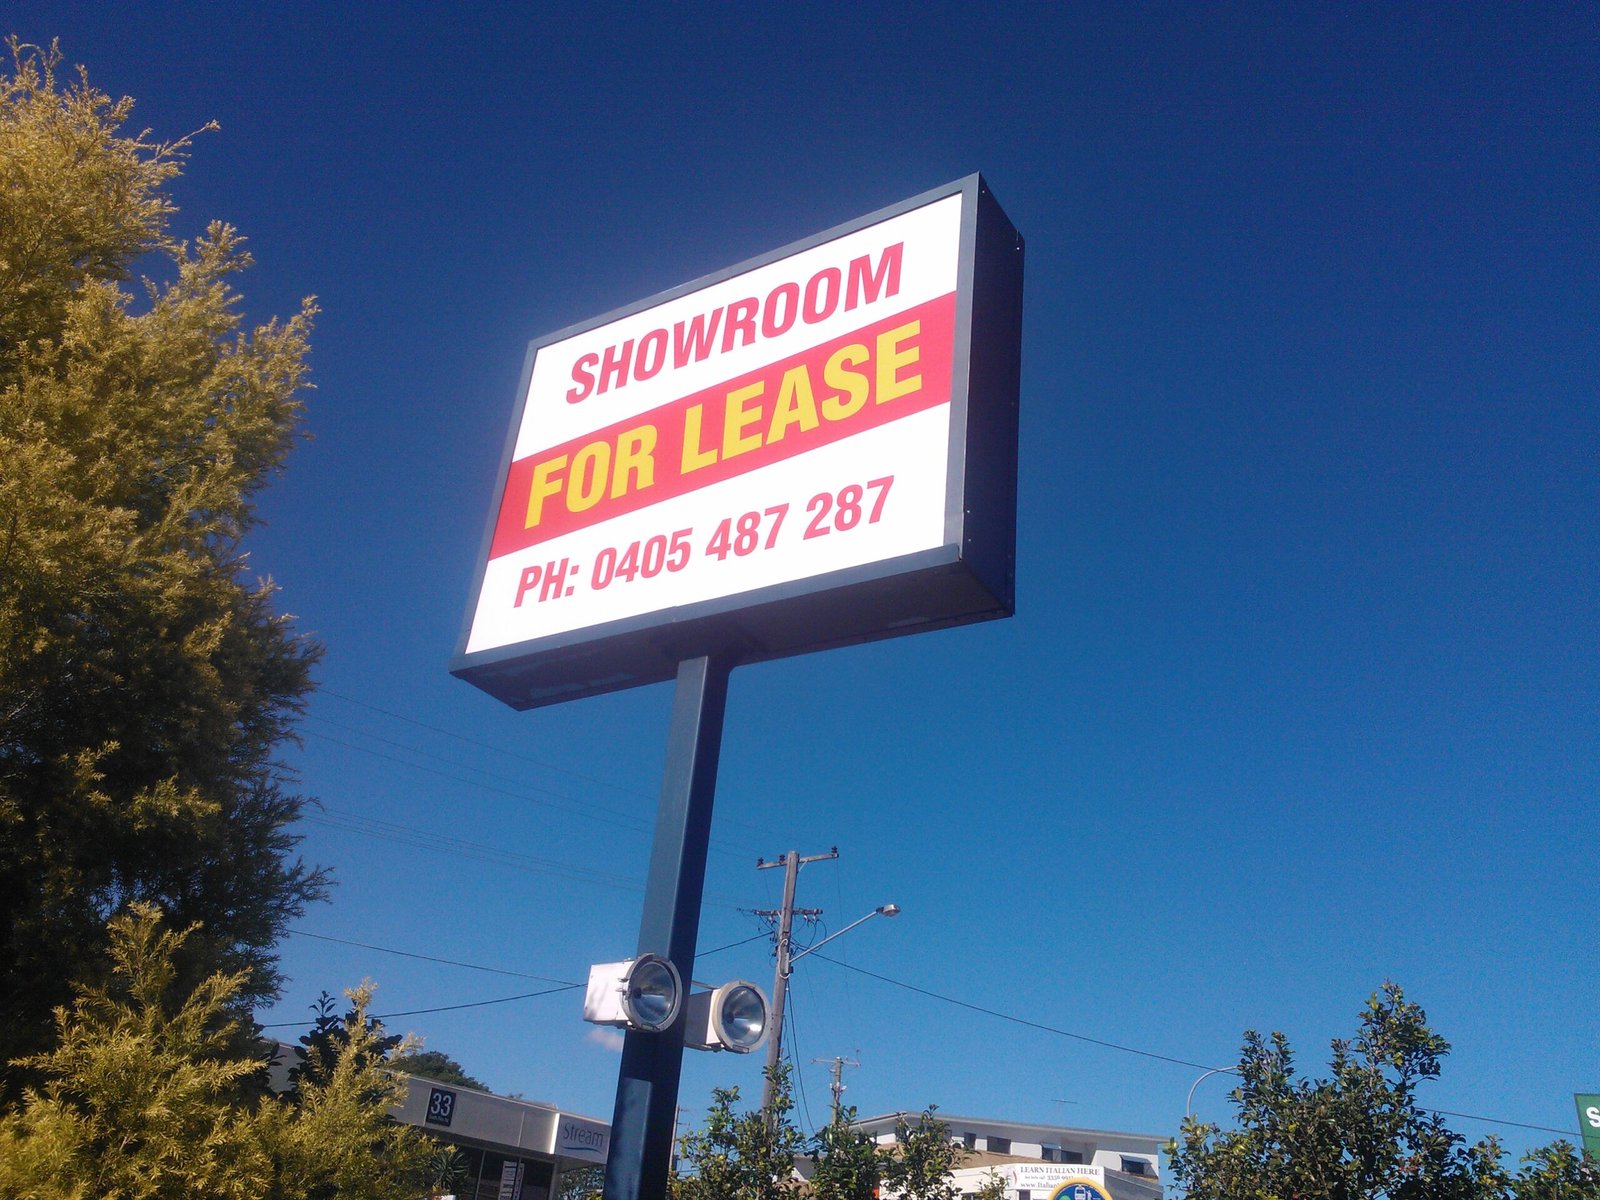 SHOWROOM
FOR LEASE
PH: 0405 487 287
33
Stream
LEARN ITALIAN HERE